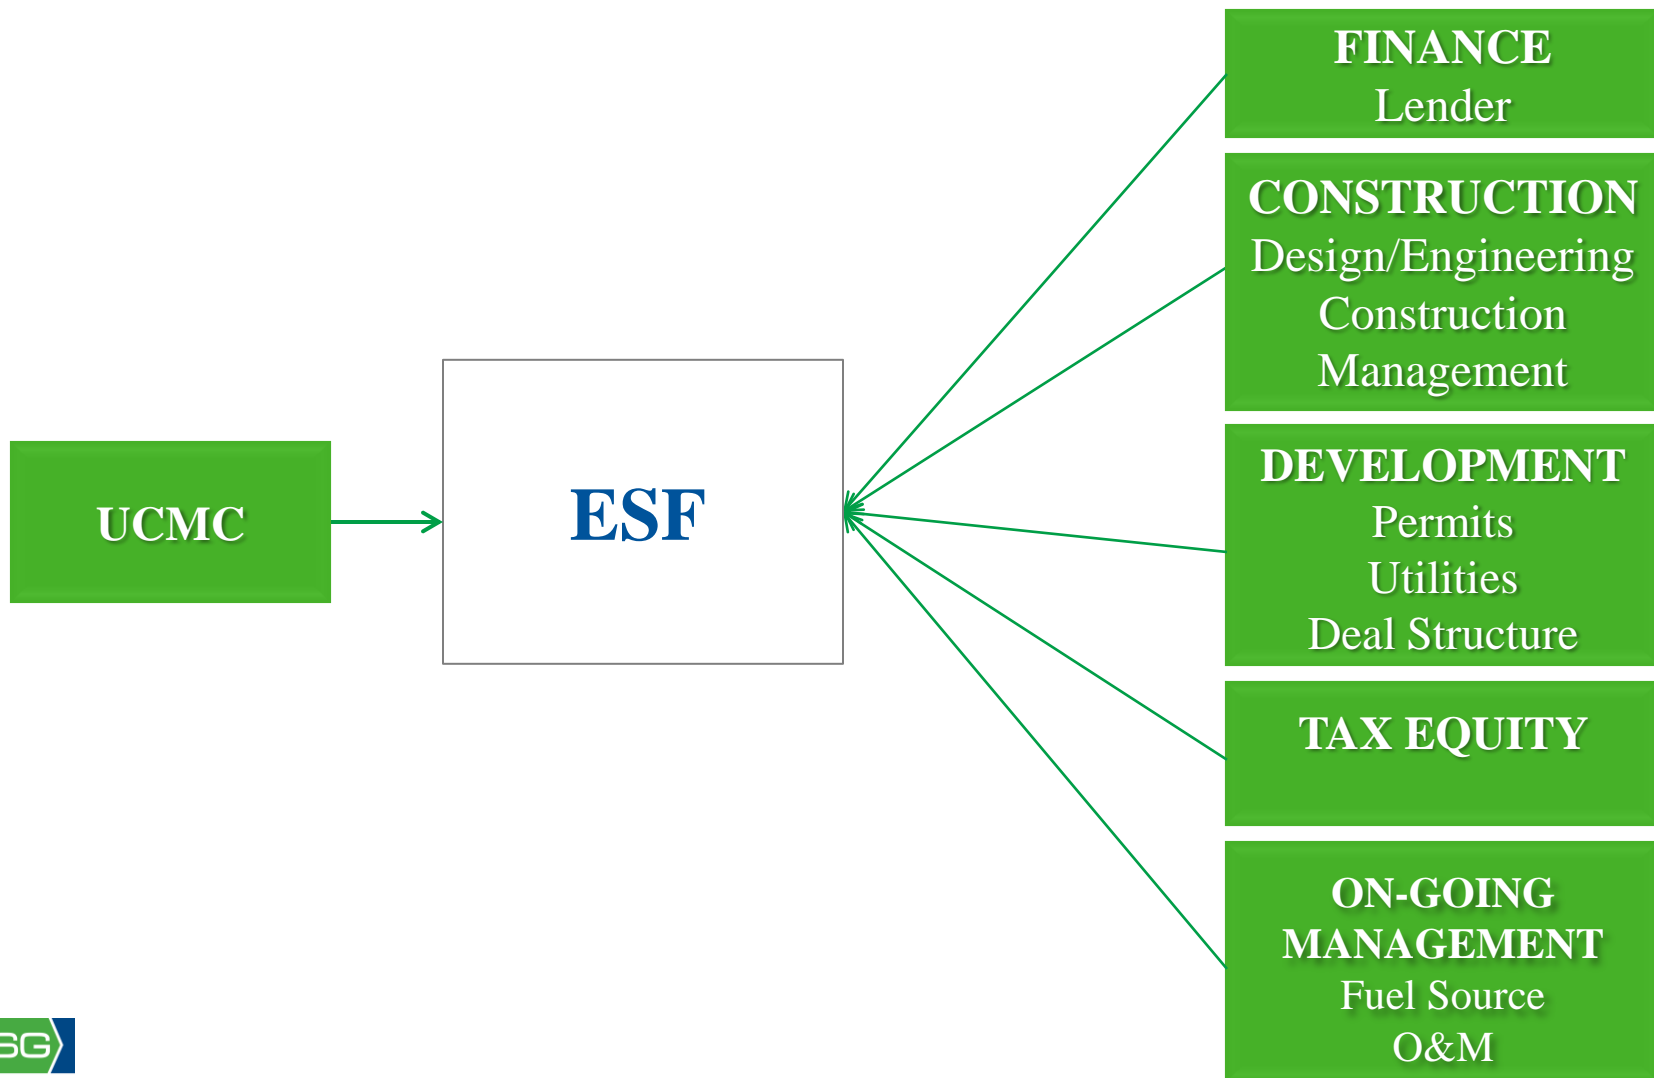 UCMC
ESF
FINANCE
Lender
CONSTRUCTION
Design/Engineering
Construction
Management
DEVELOPMENT
Permits
Utilities
Deal Structure
TAX EQUITY
ON-GOING
MANAGEMENT
Fuel Source
O&M
SG